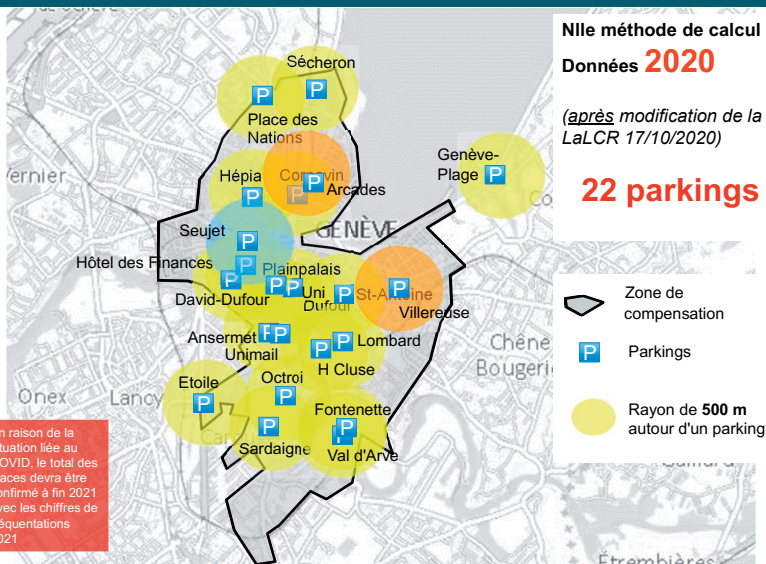 Nlle méthode de calcul
Données 2020
(après modification de la
LaLCR 17/10/2020)
22 parkings
Zone de
compensation
P Parkings
Rayon de 500 m
autour d'un parking
Sécheron
P
P
Place des
Nations
Genève-
Plage P
Hépia
Cornavin
P
P
P
Arcades
GENÈVE
Seujet
P
Hôtel des Finances
P
Plainpalais
P
P
P
Uni
Dufour
P
St-Antoine
P
David-Dufour
Villereuse
Ansermet
P
P
Unimail
P
P Lombard
H Cluse
Etoile
P
Octroi
P
Fontenette
P
P
P
Sardaigne
Val d'Arve
Onex
Lancy
ernier
Chêne
Bougeri
Étrembières
n raison de la
tuation liée au
OVID, le total des
laces devra être
onfirmé à fin 2021
vec les chiffres de
équentations
021